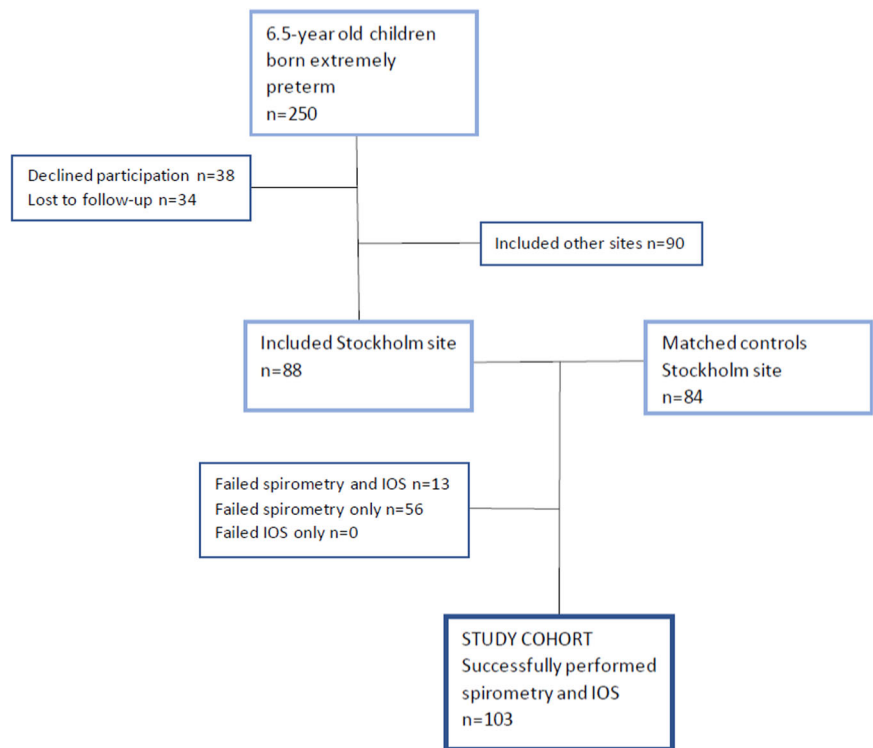 6.5-year old children
born extremely
preterm
n=250
Declined participation n=38
Lost to follow-up n=34
Included other sites n=90
Included Stockholm site
n=88
Matched controls
Stockholm site
n=84
Failed spirometry and IOS n=13
Failed spirometry only n=56
Failed IOS only n=0
STUDY COHORT
Successfully performed
spirometry and IOS
n=103